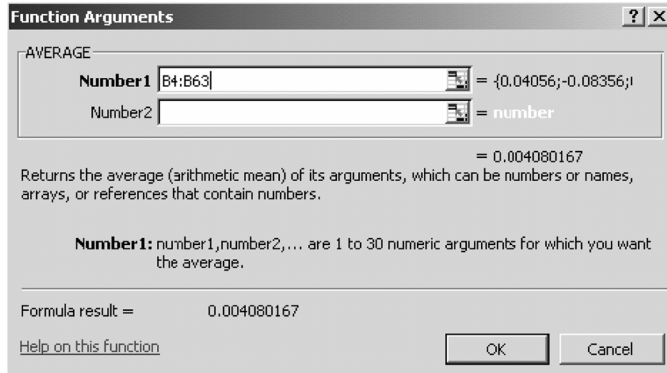 Function Arguments ? X
AVERAGE
Number1 B4:B63 = {0.04056;-0.08356;
Number2 = number
= 0.004080167
Returns the average (arithmetic mean) of its arguments, which can be numbers or names,
arrays, or references that contain numbers.
Number1: number1,number2,... are 1 to 30 numeric arguments for which you want
the average.
Formula result = 0.004080167
Help on this function OK Cancel